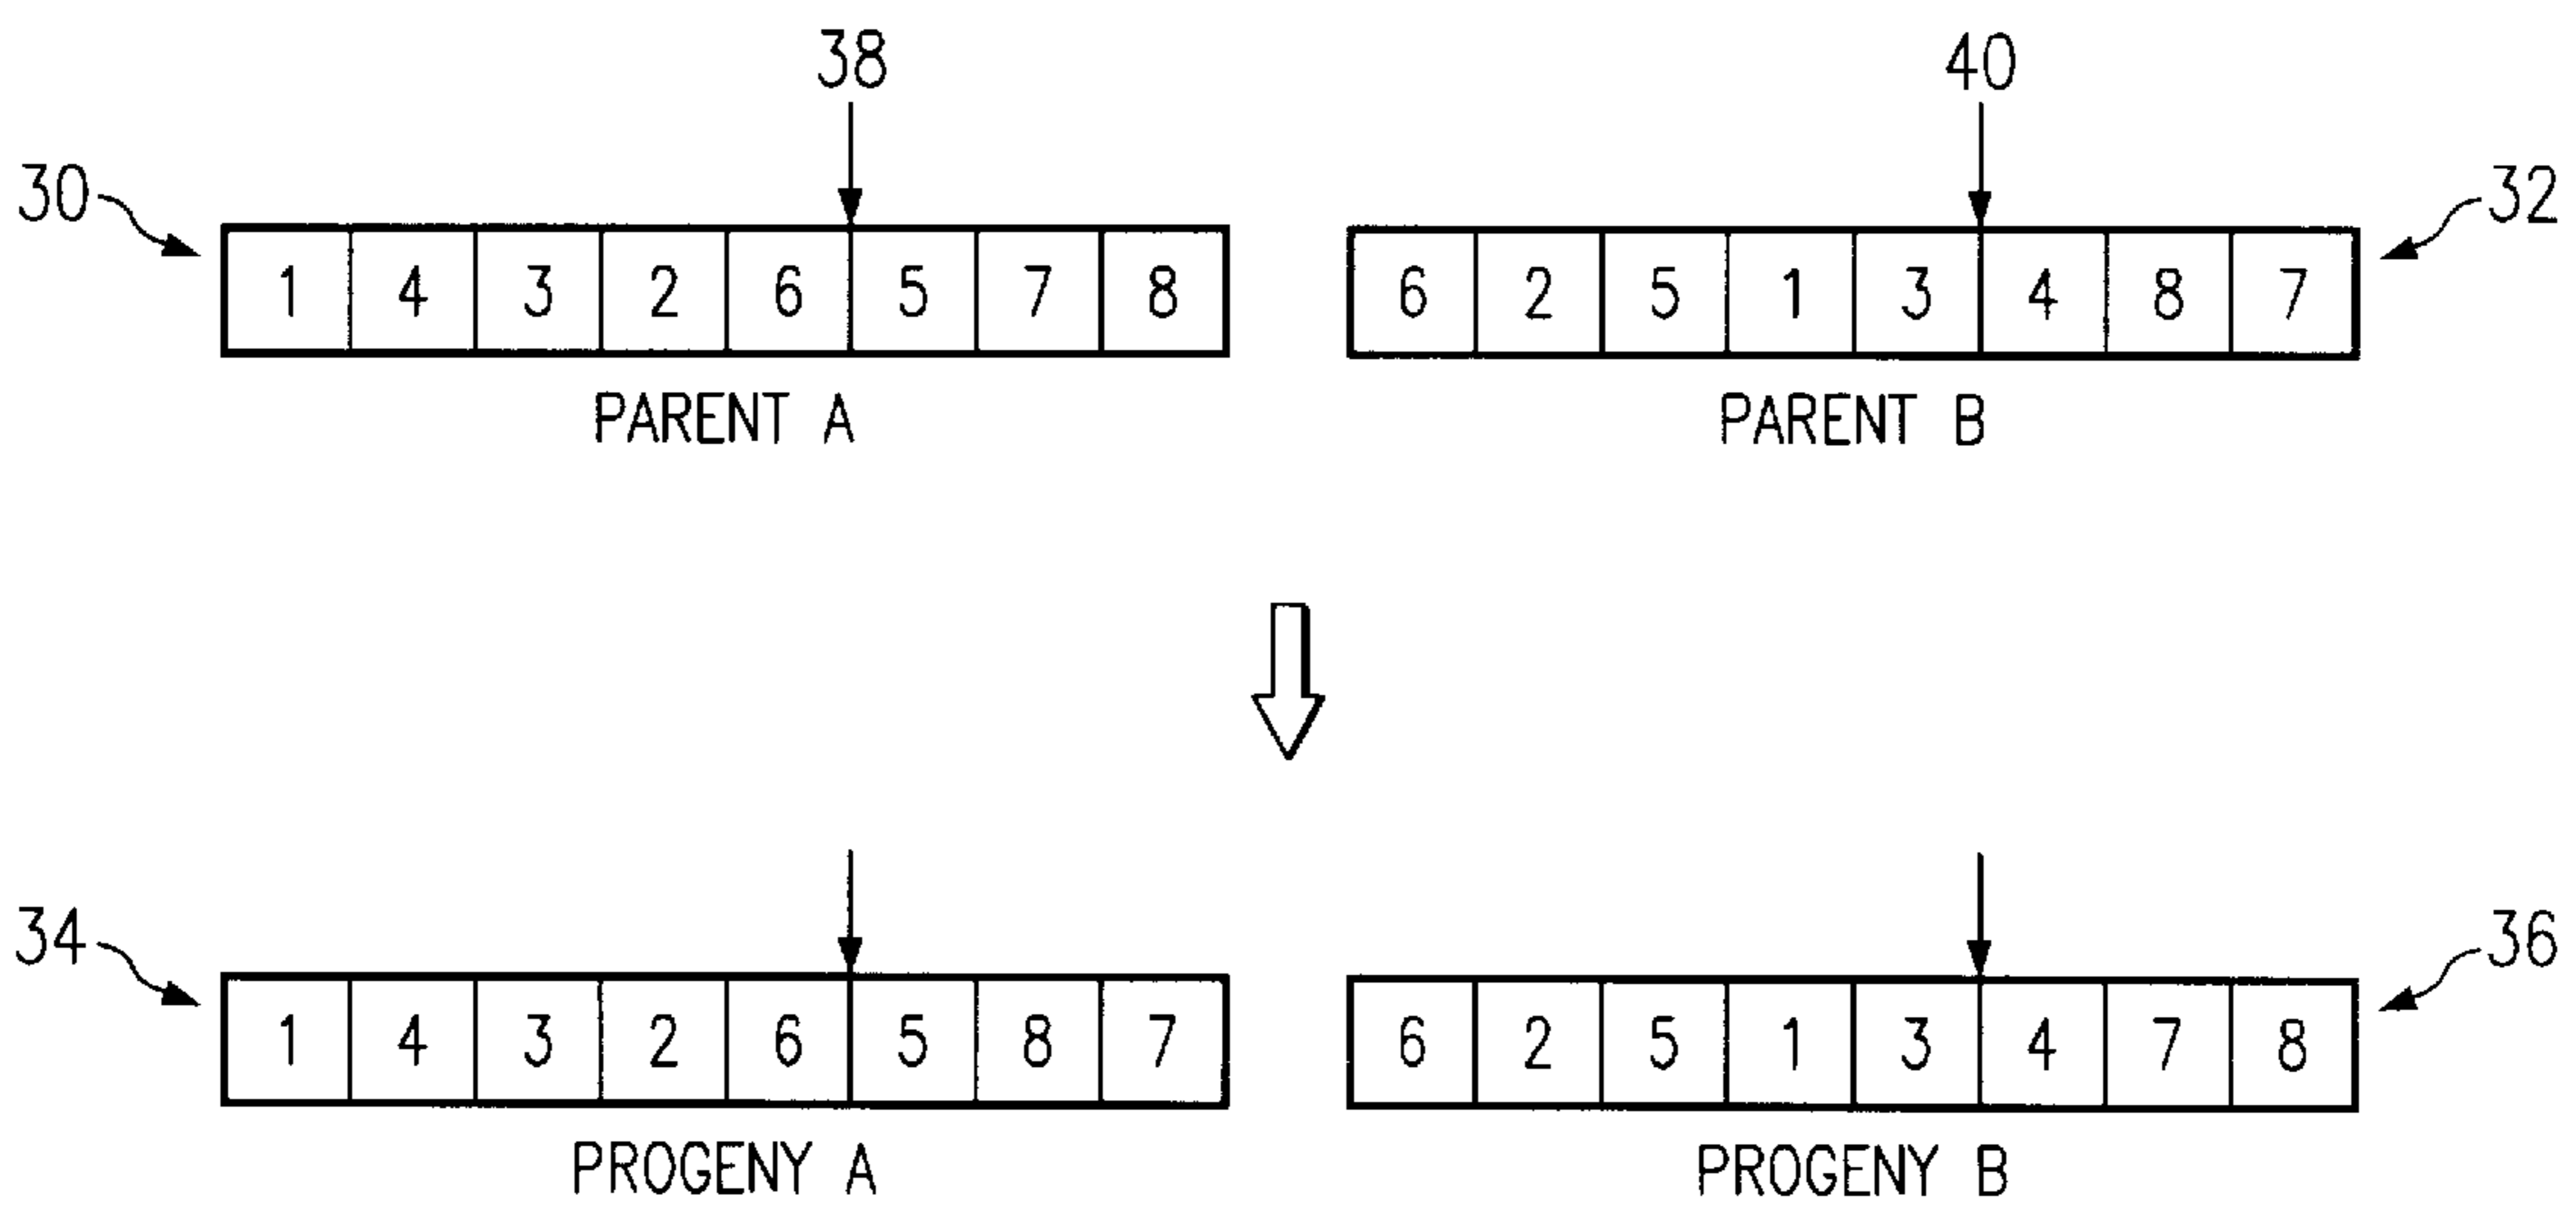 38 40
30 32
1 4 3 2 6 5 7 8 6 2 5 1 3 4 8 7
PARENT A PARENT B
34 36
1 4 3 2 6 5 8 7 6 2 5 1 3 4 7 8
PROGENY A PROGENY B